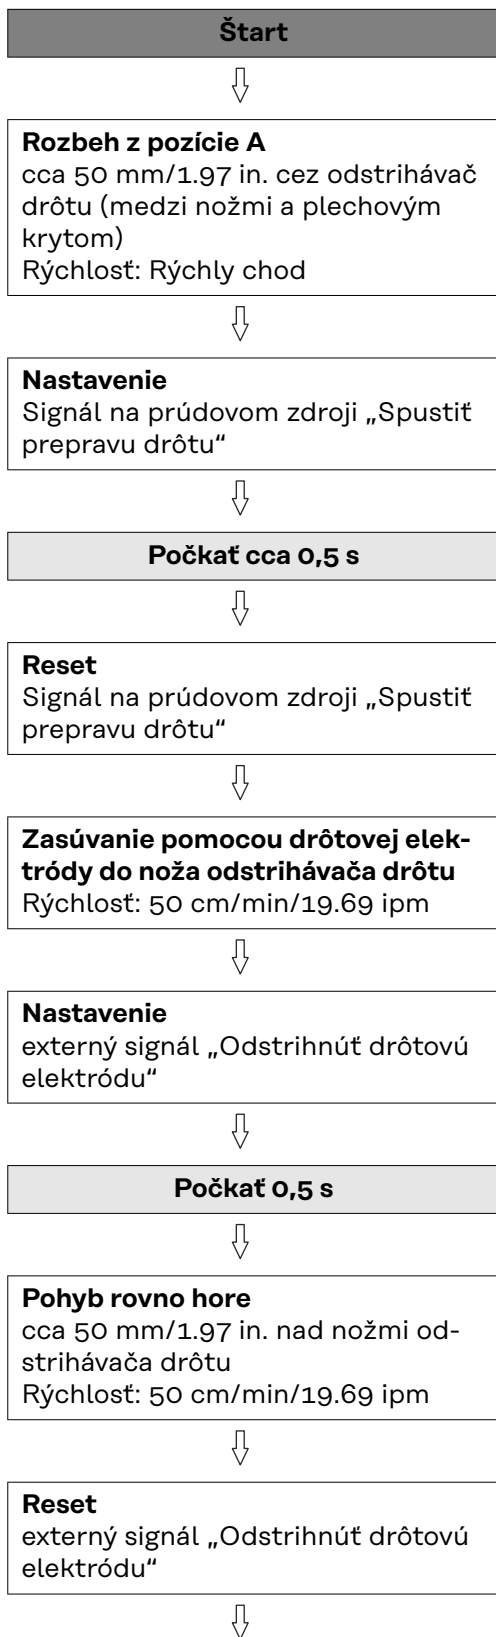 Štart
Rozbeh z pozície A
cca 50 mm/1.97 in. cez odstrihávač
drôtu (medzi nožmi a plechovým
krytom)
Rýchlosť: Rýchly chod
Nastavenie
Signál na prúdovom zdroji „Spustiť
prepravu drôtu“
Počkať cca 0,5 s
Reset
Signál na prúdovom zdroji „Spustiť
prepravu drôtu“
Zasúvanie pomocou drôtovej elek-
tródy do noža odstrihávača drôtu
Rýchlosť: 50 cm/min/19.69 ipm
Nastavenie
externý signál „Odstrihnúť drôtovú
elektródu“
Počkať 0,5 s
Pohyb rovno hore
cca 50 mm/1.97 in. nad nožmi od-
strihávača drôtu
Rýchlosť: 50 cm/min/19.69 ipm
Reset
externý signál „Odstrihnúť drôtovú
elektródu“